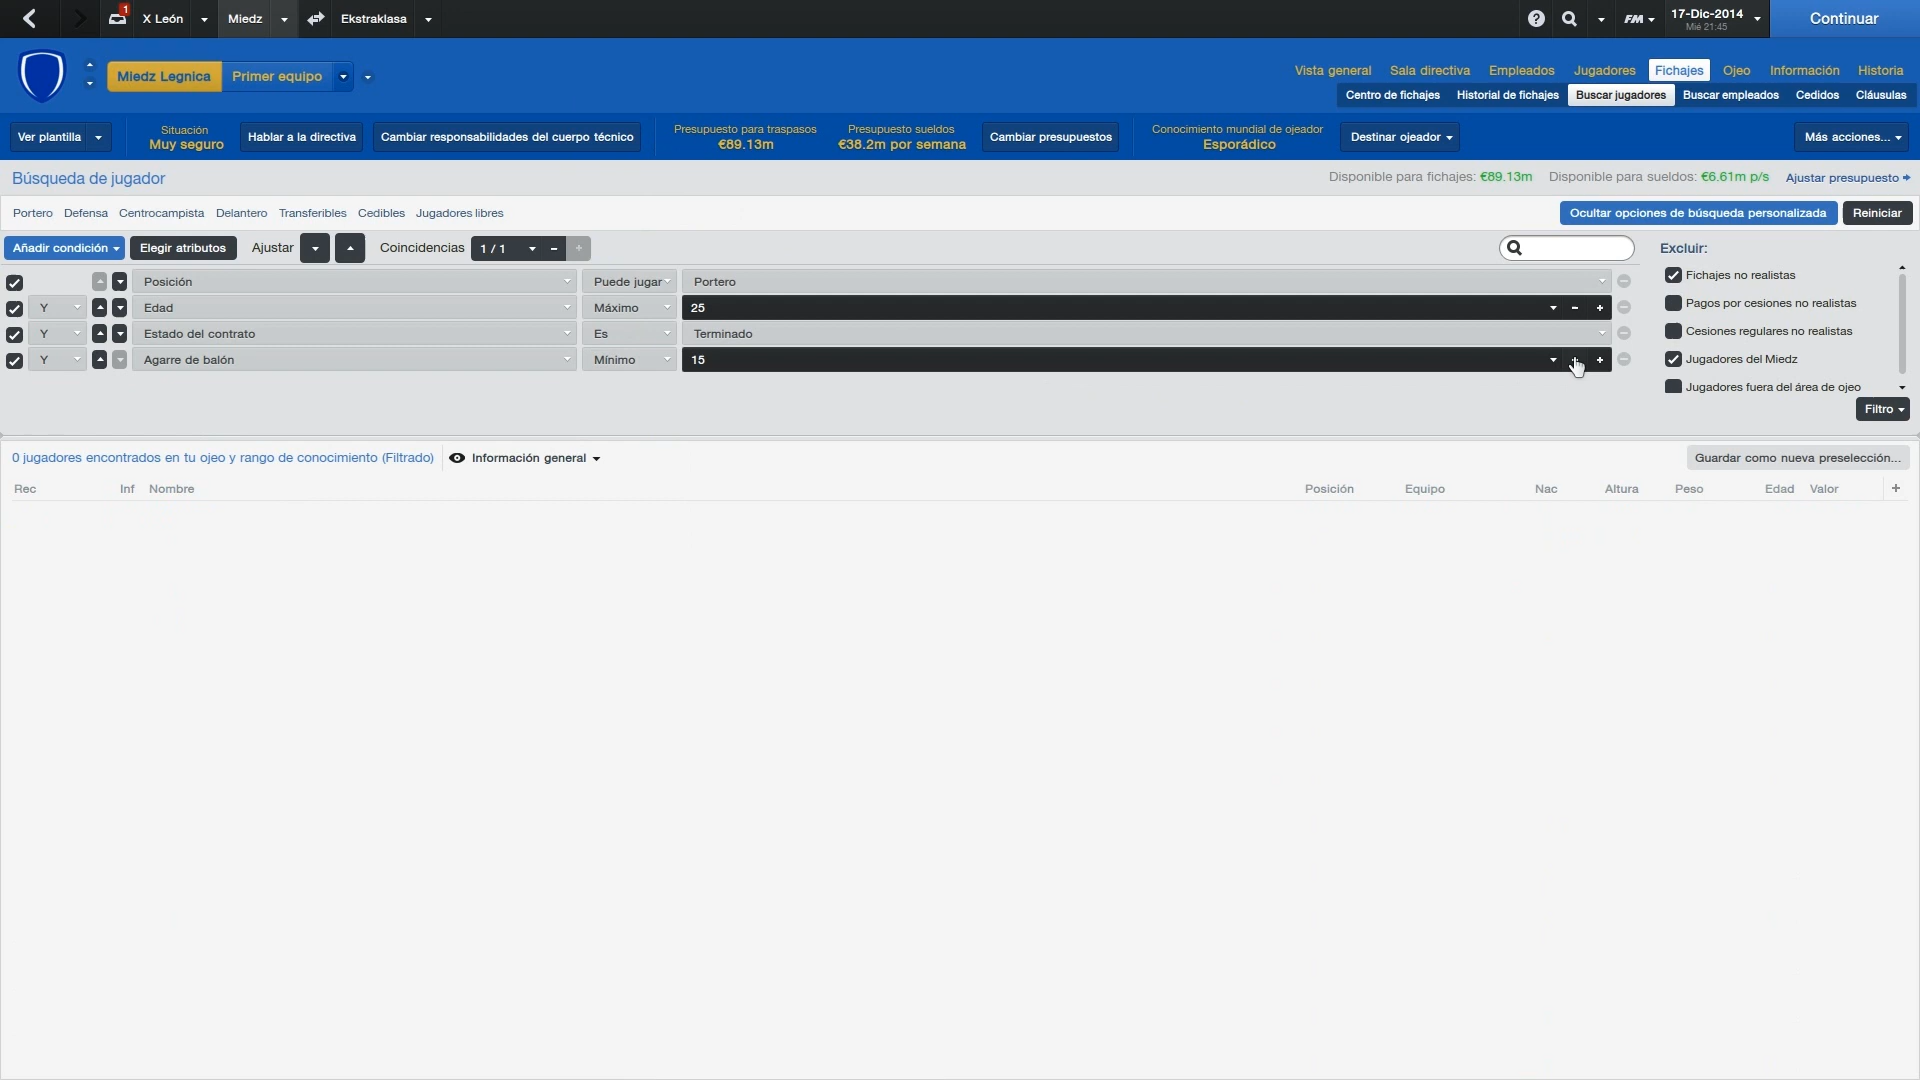 1
X León
Miedz
Ekstraklasa
?
FM
17-Dic-2014
Mié 21:45
Continuar
Miedz Legnica
Primer equipo
Vista general
Sala directiva
Empleados
Jugadores
Fichajes
Ojeo
Información
Historia
Centro de fichajes
Historial de fichajes
Buscar jugadores
Buscar empleados
Cedidos
Cláusulas
Ver plantilla
Situación
Muy seguro
Hablar a la directiva
Cambiar responsabilidades del cuerpo técnico
Presupuesto para traspasos
€89.13m
Presupuesto sueldos
€38.2m por semana
Cambiar presupuestos
Conocimiento mundial de ojeador
Esporádico
Destinar ojeador
Más acciones...
Búsqueda de jugador
Disponible para fichajes: €89.13m
Disponible para sueldos: €6.61m p/s
Ajustar presupuesto
Portero
Defensa
Centrocampista
Delantero
Transferibles
Cedibles
Jugadores libres
Ocultar opciones de búsqueda personalizada
Reiniciar
Añadir condición
Elegir atributos
Ajustar
Coincidencias
1 / 1
Excluir:
Posición
Puede jugar
Portero
Y
Edad
Máximo
25
Y
Estado del contrato
Es
Terminado
Y
Agarre de balón
Mínimo
15
Fichajes no realistas
Pagos por cesiones no realistas
Cesiones regulares no realistas
Jugadores del Miedz
Jugadores fuera del área de ojeo
Filtro
0 jugadores encontrados en tu ojeo y rango de conocimiento (Filtrado)
Información general
Guardar como nueva preselección...
Rec
Inf
Nombre
Posición
Equipo
Nac
Altura
Peso
Edad
Valor
+